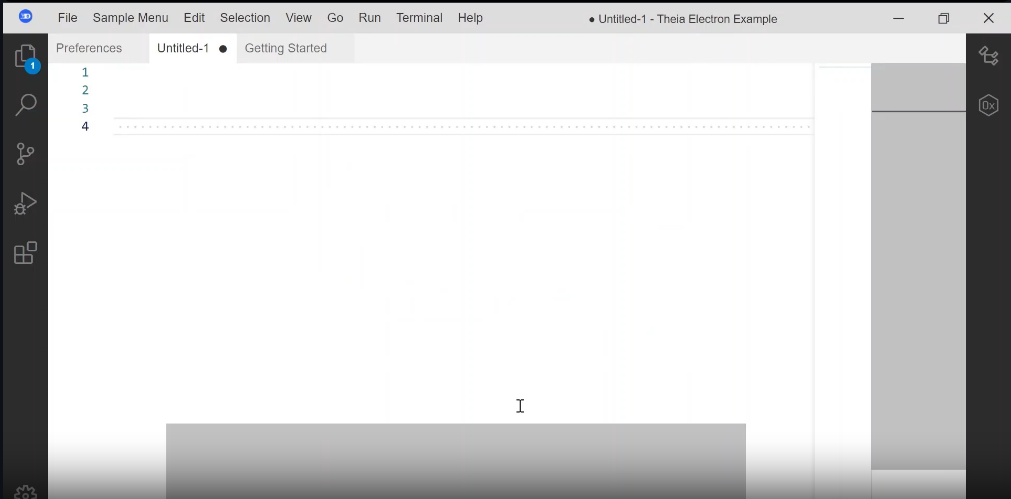 File Sample Menu Edit Selection View Go Run Terminal Help ● Untitled-1 - Theia Electron Example
Preferences Untitled-1 ● Getting Started
1
1
2
3
4
0x